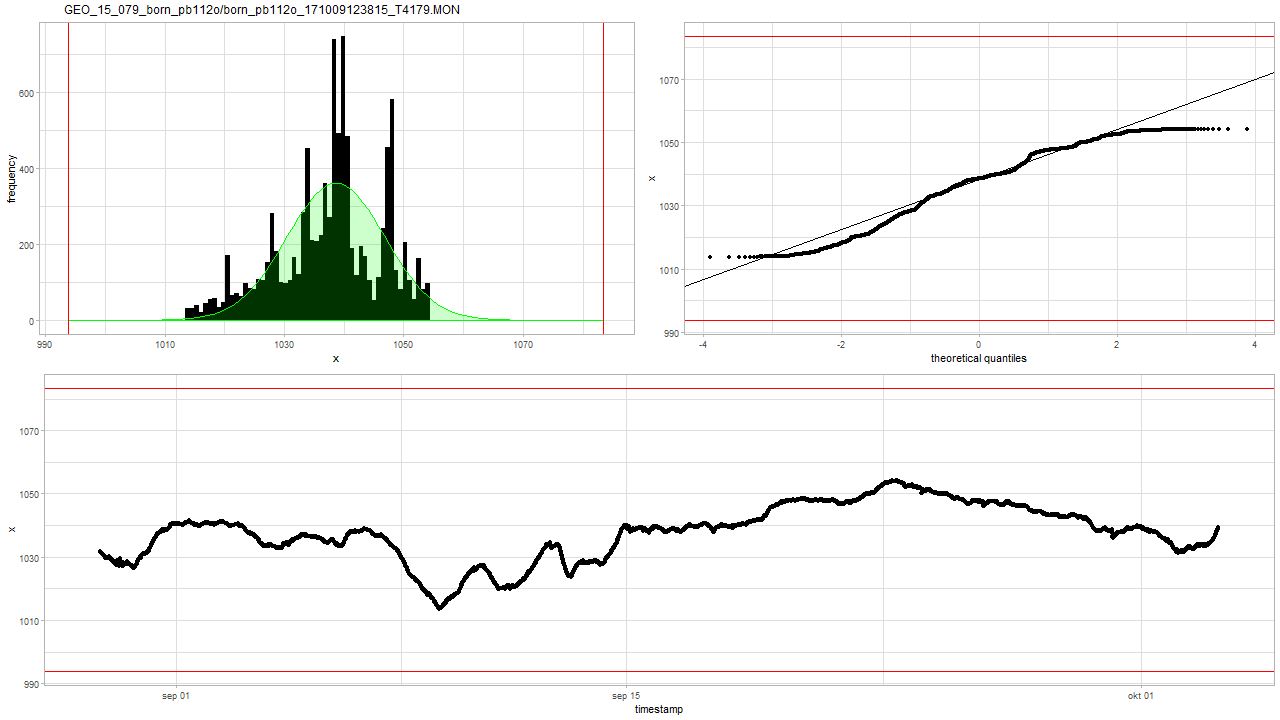 GEO_15_079_born_pb112o/born_pb112o_171009123815_T4179.MON
frequency
600
400
200
0
990
1010
1030
1050
1070
x
x
1070
1050
1030
1010
990
-4
-2
0
2
4
theoretical quantiles
x
1070
1050
1030
1010
990
sep 01
sep 15
okt 01
timestamp